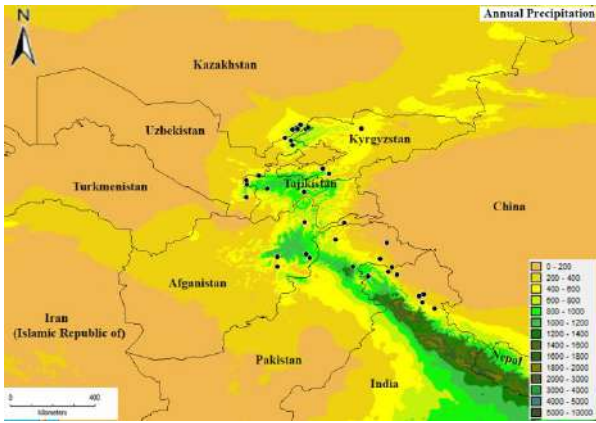 Annual Precipitation
N
Kazakhstan
Uzbekistan
Kyrgyzstan
Turkmenistan
Tajikistan
China
Afganistan
Iran
(Islamic Republic of)
Pakistan
Nepal
India
0 - 200
200 - 400
400 - 600
600 - 800
800 - 1000
1000 - 1200
1200 - 1400
1400 - 1600
1600 - 1800
1800 - 2000
2000 - 3000
3000 - 4000
4000 - 5000
5000 - 10000
0 400
kilometers